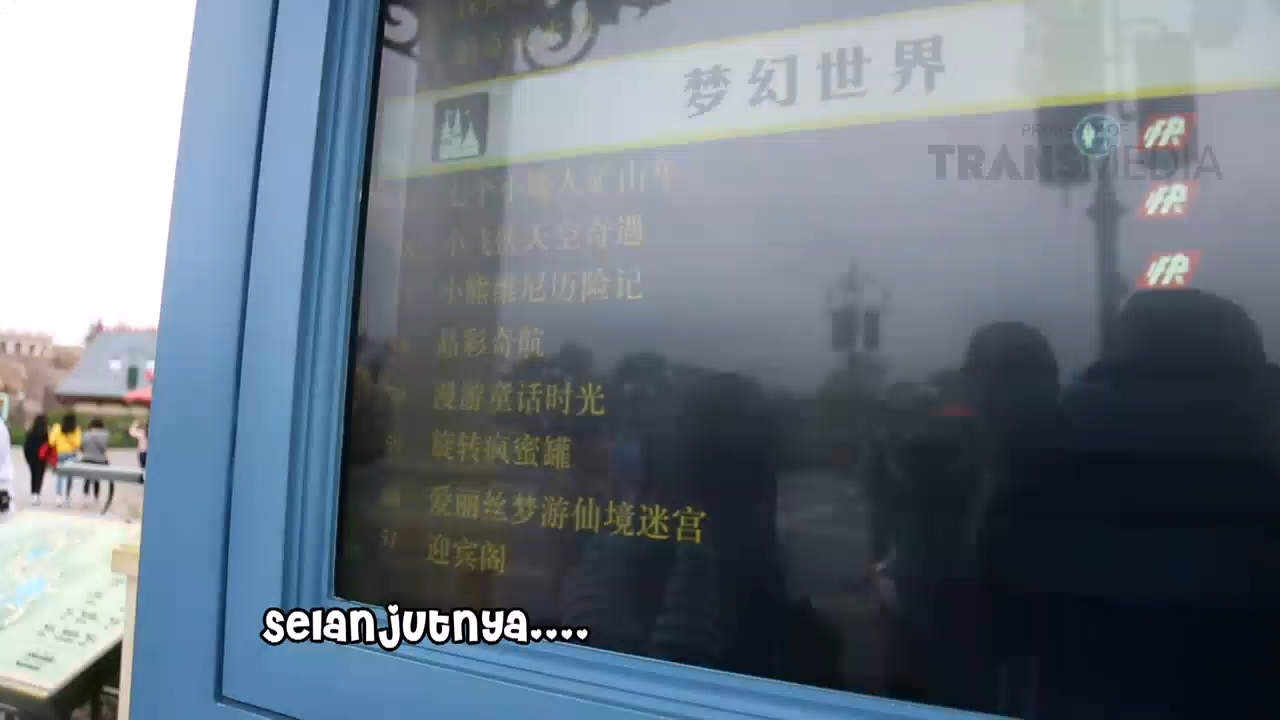 梦幻世界
PREMIERE OF
TRANSMEDIA
快
七个小矮人矿山车
快
小飞侠天空奇遇
快
小熊维尼历险记
晶彩奇航
漫游童话时光
旋转疯蜜罐
爱丽丝梦游仙境迷宫
迎宾阁
selanjutnya....